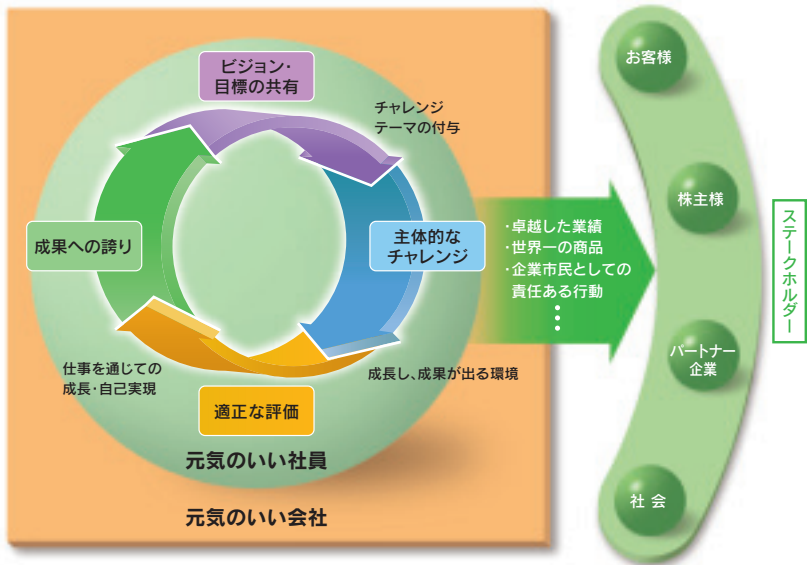 ビジョン・
目標の共有
チャレンジ
テーマの付与
主体的な
チャレンジ
成長し、成果が出る環境
適正な評価
仕事を通じての
成長・自己実現
成果への誇り
元気のいい社員
元気のいい会社
・卓越した業績
・世界一の商品
・企業市民としての
責任ある行動
お客様
株主様
パートナー
企業
社 会
ステークホルダー